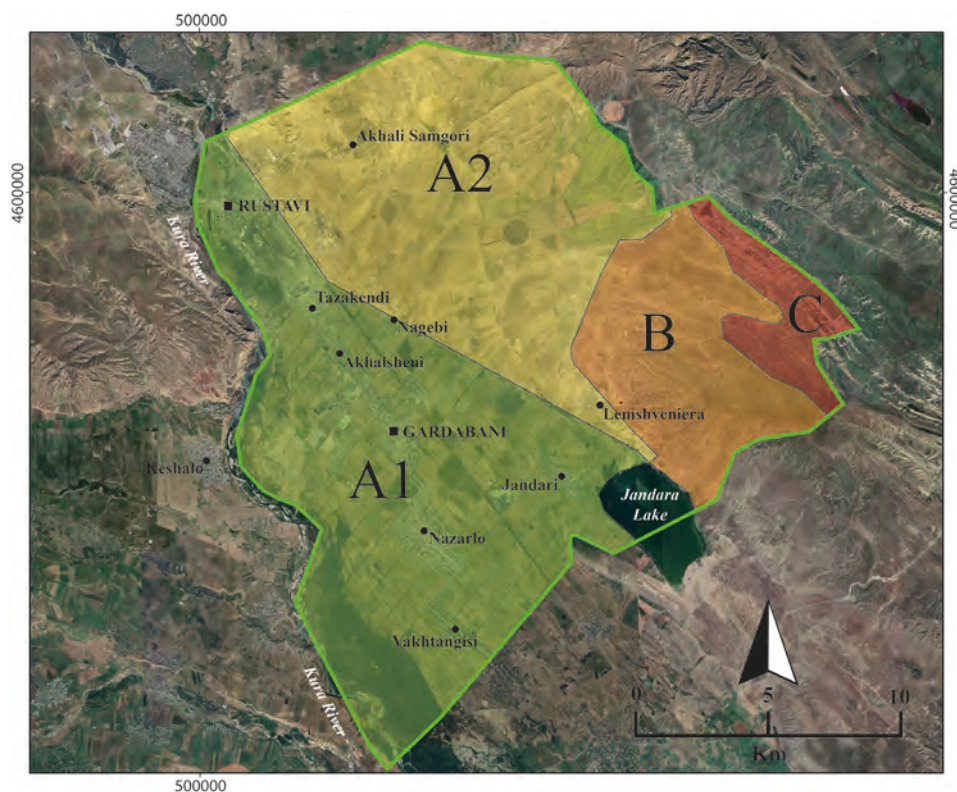 500000
4600000
4600000
Akhali Samgori
A2
RUSTAVI
Kura River
Tazakendi
Nagebi
Akhalsheni
B
C
Lemshveniera
GARDABANI
Keshalo
A1
Jandari
Jandara
Lake
Nazarlo
Vakhtangisi
Kura River
0
5
10
Km
500000